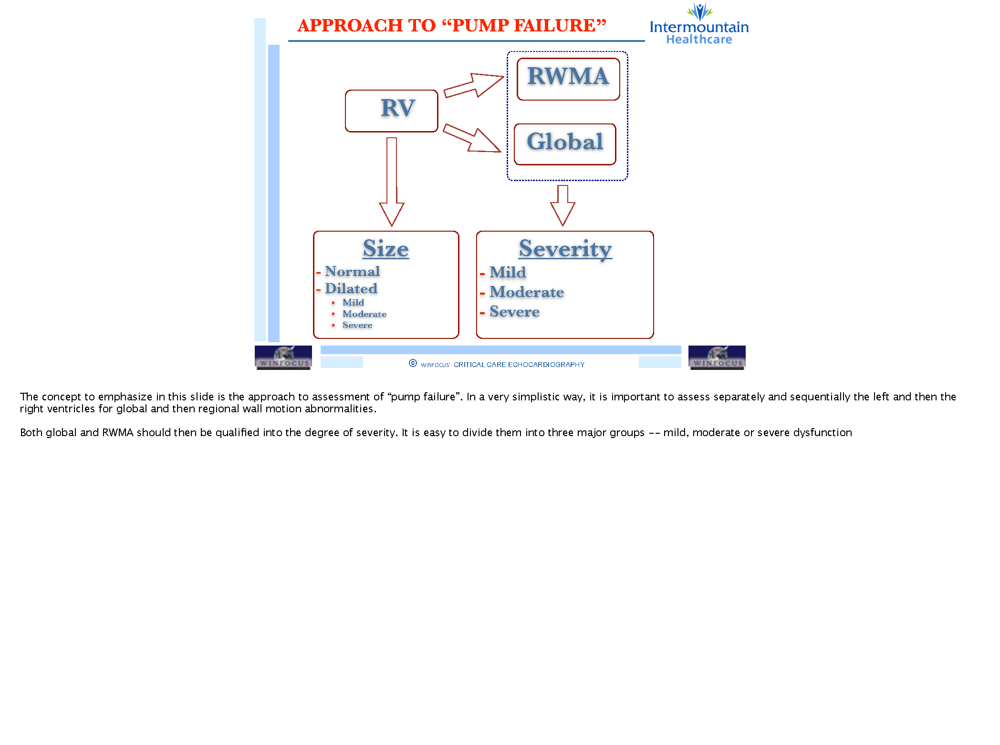 APPROACH TO “PUMP FAILURE”
Intermountain
Healthcare
RWMA
RV
Global
Size
- Normal
- Dilated
• Mild
• Moderate
• Severe
Severity
- Mild
- Moderate
- Severe
WINFOCUS
© WINFOCUS' CRITICAL CARE ECHOCARDIOGRAPHY
WINFOCUS
The concept to emphasize in this slide is the approach to assessment of “pump failure”. In a very simplistic way, it is important to assess separately and sequentially the left and then the
right ventricles for global and then regional wall motion abnormalities.
Both global and RWMA should then be qualified into the degree of severity. It is easy to divide them into three major groups -- mild, moderate or severe dysfunction